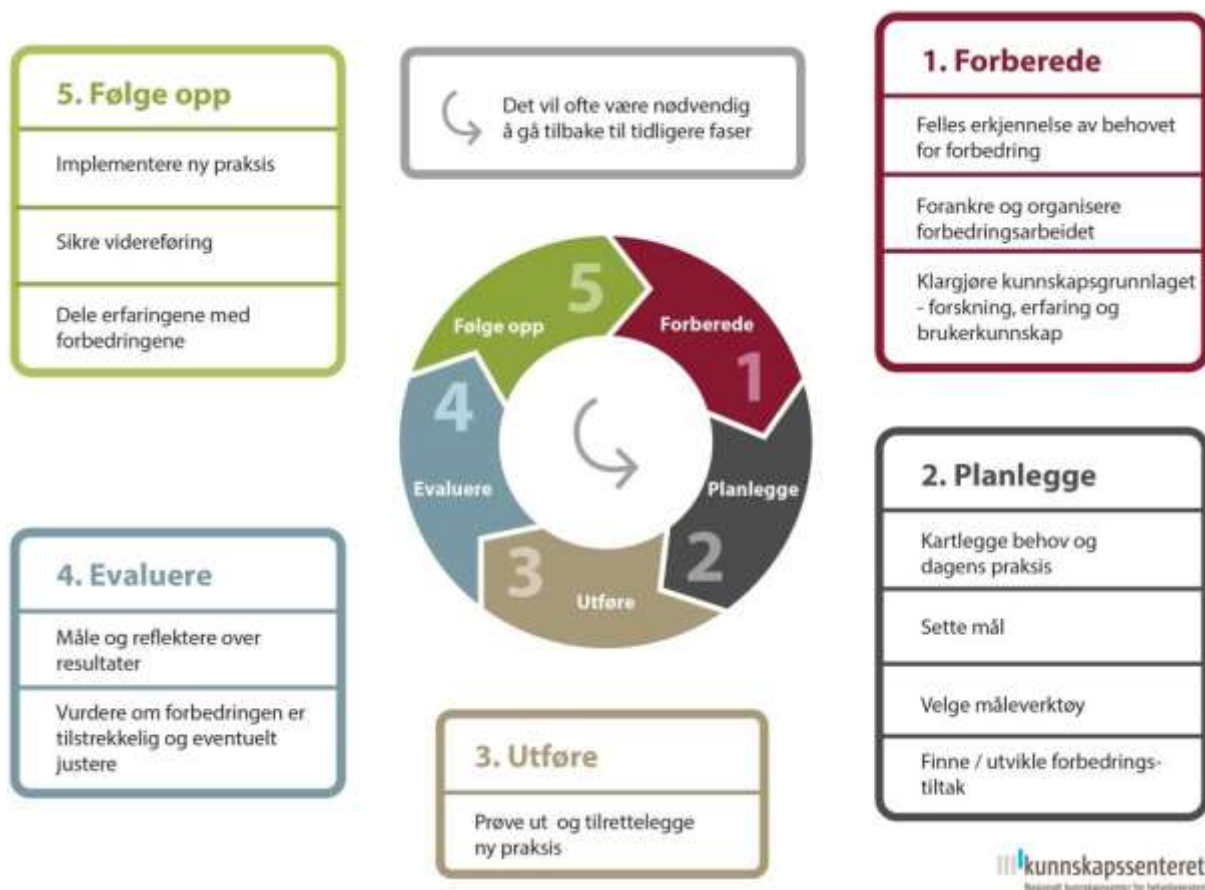 5. Følge opp
Implementere ny praksis
Sikre videreføring
Dele erfaringene med
forbedringene
Det vil ofte være nødvendig
å gå tilbake til tidligere faser
1. Forberede
Felles erkjennelse av behovet
for forbedring
Forankre og organisere
forbedringsarbeidet
Klargjøre kunnskapsgrunnlaget
- forskning, erfaring og
brukerkunnskap
5
Følge opp
Forberede
1
4
Evaluere
Planlegge
2
3
Utføre
2. Planlegge
Kartlegge behov og
dagens praksis
Sette mål
Velge måleverktøy
Finne / utvikle forbedrings-
tiltak
4. Evaluere
Måle og reflektere over
resultater
Vurdere om forbedringen er
tilstrekkelig og eventuelt
justere
3. Utføre
Prøve ut og tilrettelegge
ny praksis
kunnskapssenteret
Nasjonalt kunnskapssenter for helsetjenesten